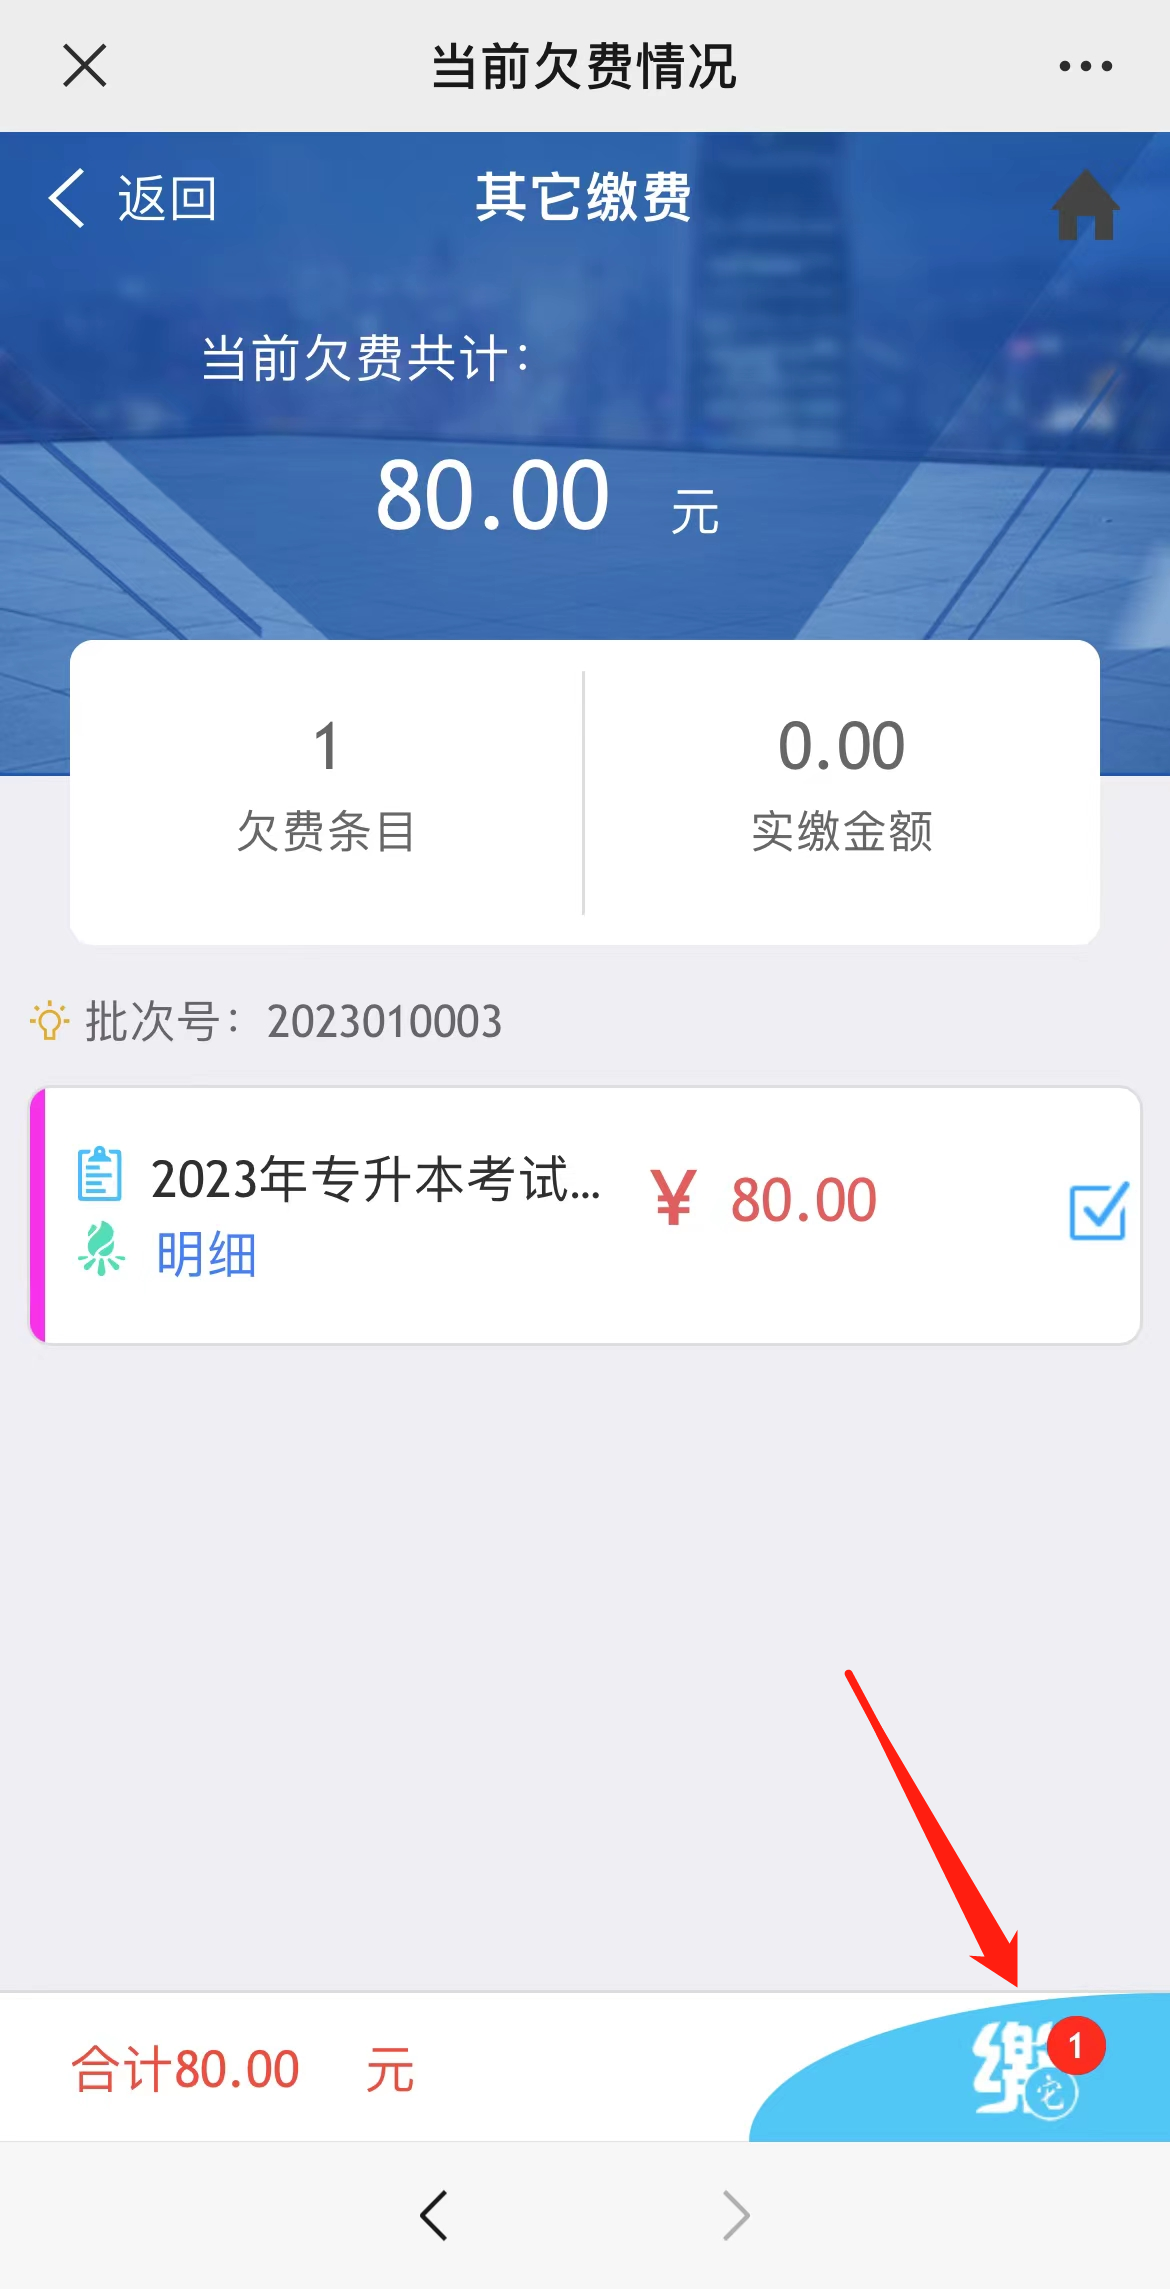 当前欠费情况
返回
其它缴费
当前欠费共计：
80.00 元
1
欠费条目
0.00
实缴金额
批次号：2023010003
2023年专升本考试...
¥ 80.00
明细
合计80.00 元
缴
它
1